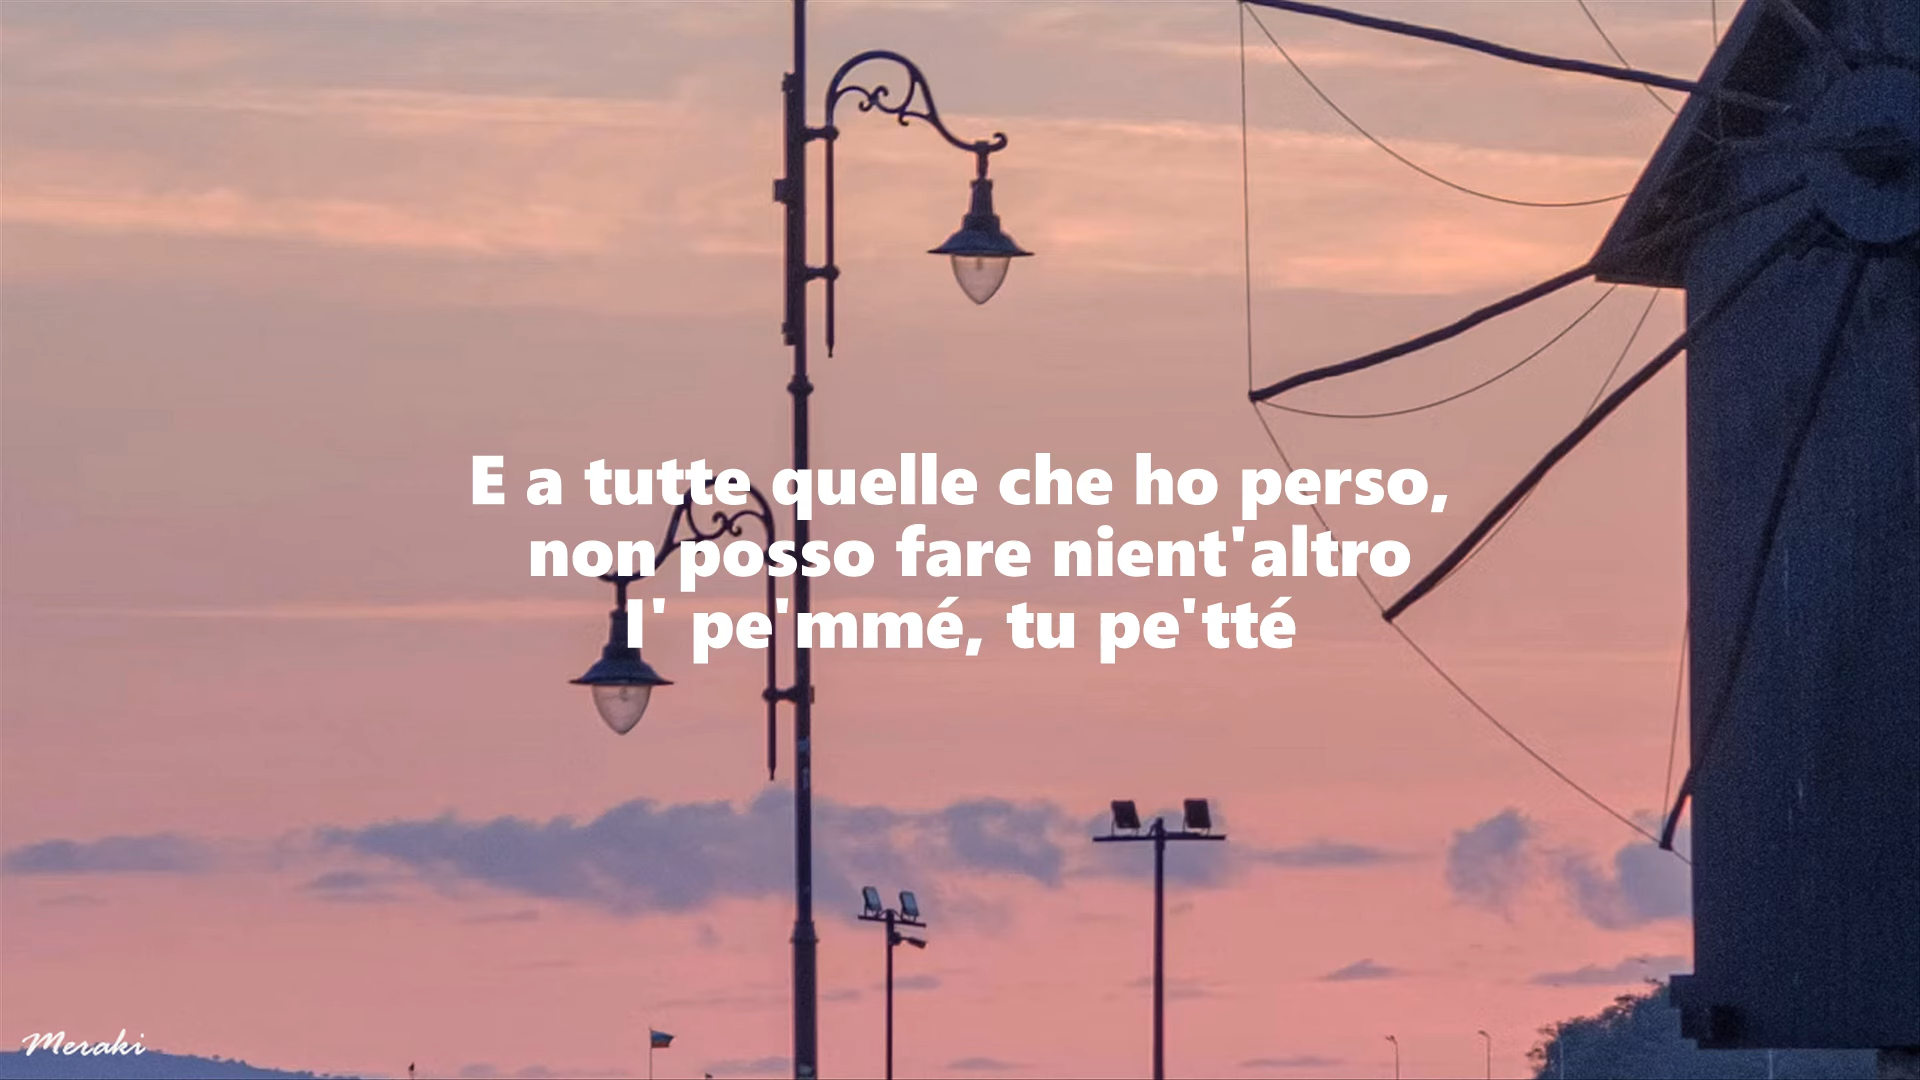 E a tutte quelle che ho perso,
non posso fare nient'altro
I' pe'mmé, tu pe'tté
Meraki